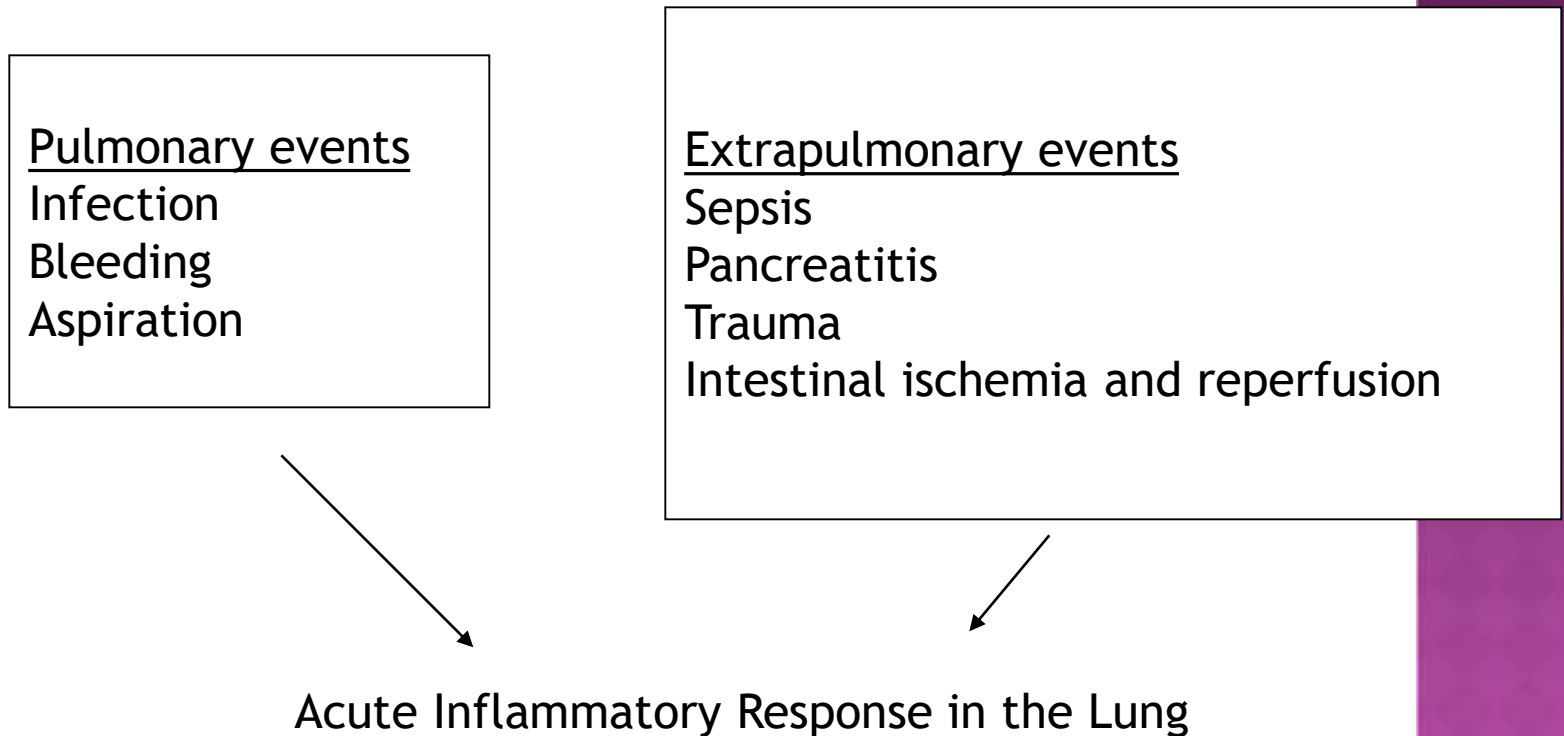 Pulmonary events
Infection
Bleeding
Aspiration
Extrapulmonary events
Sepsis
Pancreatitis
Trauma
Intestinal ischemia and reperfusion
Acute Inflammatory Response in the Lung